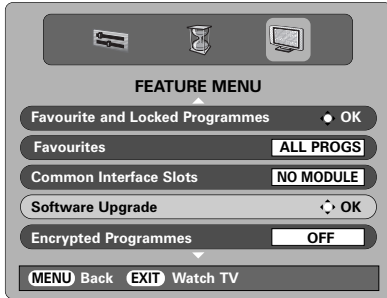 FEATURE MENU
Favourite and Locked Programmes OK
Favourites ALL PROGS
Common Interface Slots NO MODULE
Software Upgrade OK
Encrypted Programmes OFF
MENU Back EXIT Watch TV